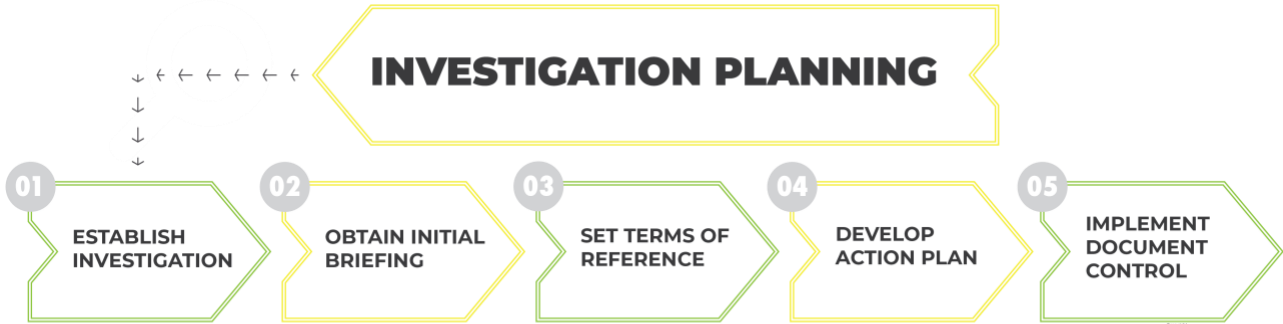 INVESTIGATION PLANNING
01
ESTABLISH
INVESTIGATION
02
OBTAIN INITIAL
BRIEFING
03
SET TERMS OF
REFERENCE
04
DEVELOP
ACTION PLAN
05
IMPLEMENT
DOCUMENT
CONTROL